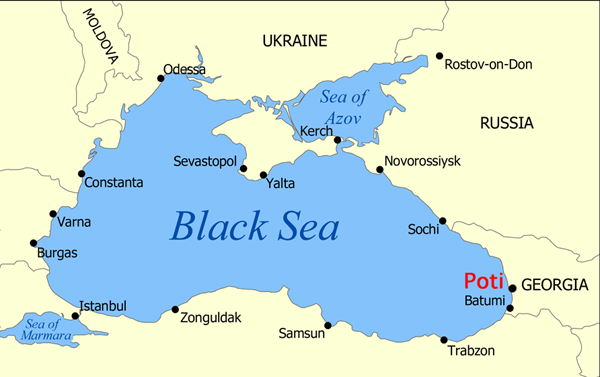 MOLDOVA
UKRAINE
Odessa
Rostov-on-Don
Sea of
Azov
Kerch
RUSSIA
Sevastopol
Yalta
Novorossiysk
Constanta
Varna
Black Sea
Sochi
Burgas
Poti
GEORGIA
Batumi
Istanbul
Zonguldak
Sea of
Marmara
Samsun
Trabzon